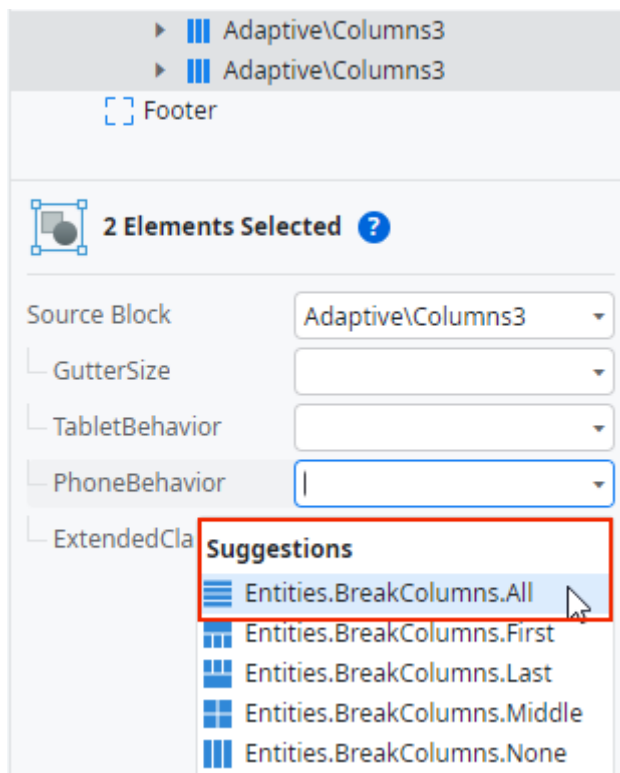 Adaptive\Columns3
Adaptive\Columns3
Footer
2 Elements Selected ?
Source Block Adaptive\Columns3
GutterSize
TabletBehavior
PhoneBehavior
ExtendedCla
Suggestions
Entities.BreakColumns.All
Entities.BreakColumns.First
Entities.BreakColumns.Last
Entities.BreakColumns.Middle
Entities.BreakColumns.None